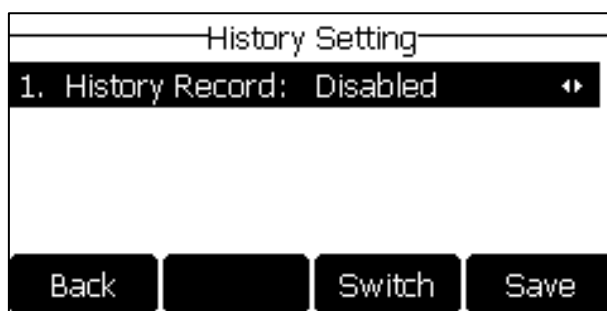 History Setting
1. History Record: Disabled
Back Switch Save